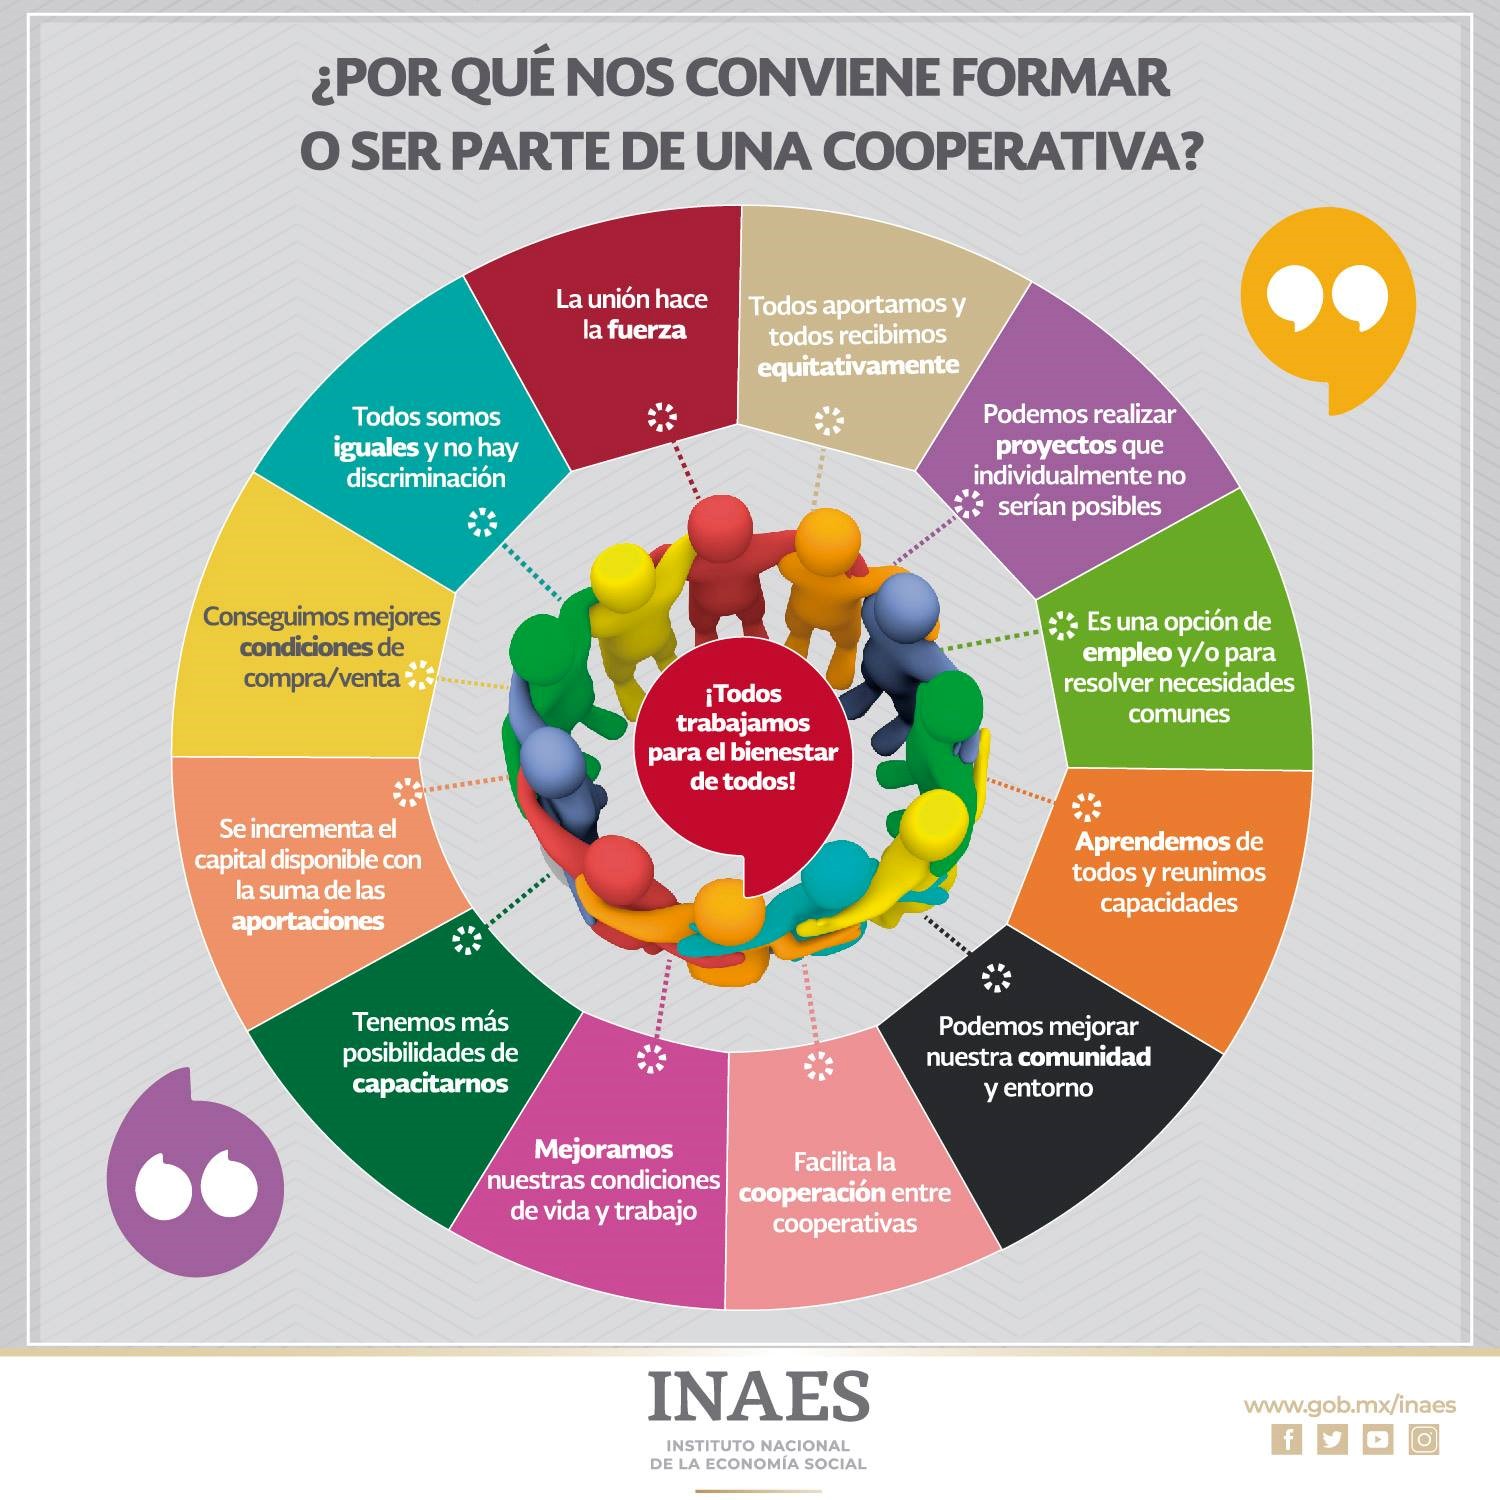 ¿POR QUÉ NOS CONVIENE FORMAR
O SER PARTE DE UNA COOPERATIVA?
La unión hace
la fuerza
Todos aportamos y
todos recibimos
equitativamente
Podemos realizar
proyectos que
individualmente no
serían posibles
Es una opción de
empleo y/o para
resolver necesidades
comunes
Aprendemos de
todos y reunimos
capacidades
Podemos mejorar
nuestra comunidad
y entorno
Facilita la
cooperación entre
cooperativas
Mejoramos
nuestras condiciones
de vida y trabajo
Tenemos más
posibilidades de
capacitarnos
Se incrementa el
capital disponible con
la suma de las
aportaciones
Conseguimos mejores
condiciones de
compra/venta
Todos somos
iguales y no hay
discriminación
¡Todos
trabajamos
para el bienestar
de todos!
INAES
INSTITUTO NACIONAL
DE LA ECONOMÍA SOCIAL
www.gob.mx/inaes